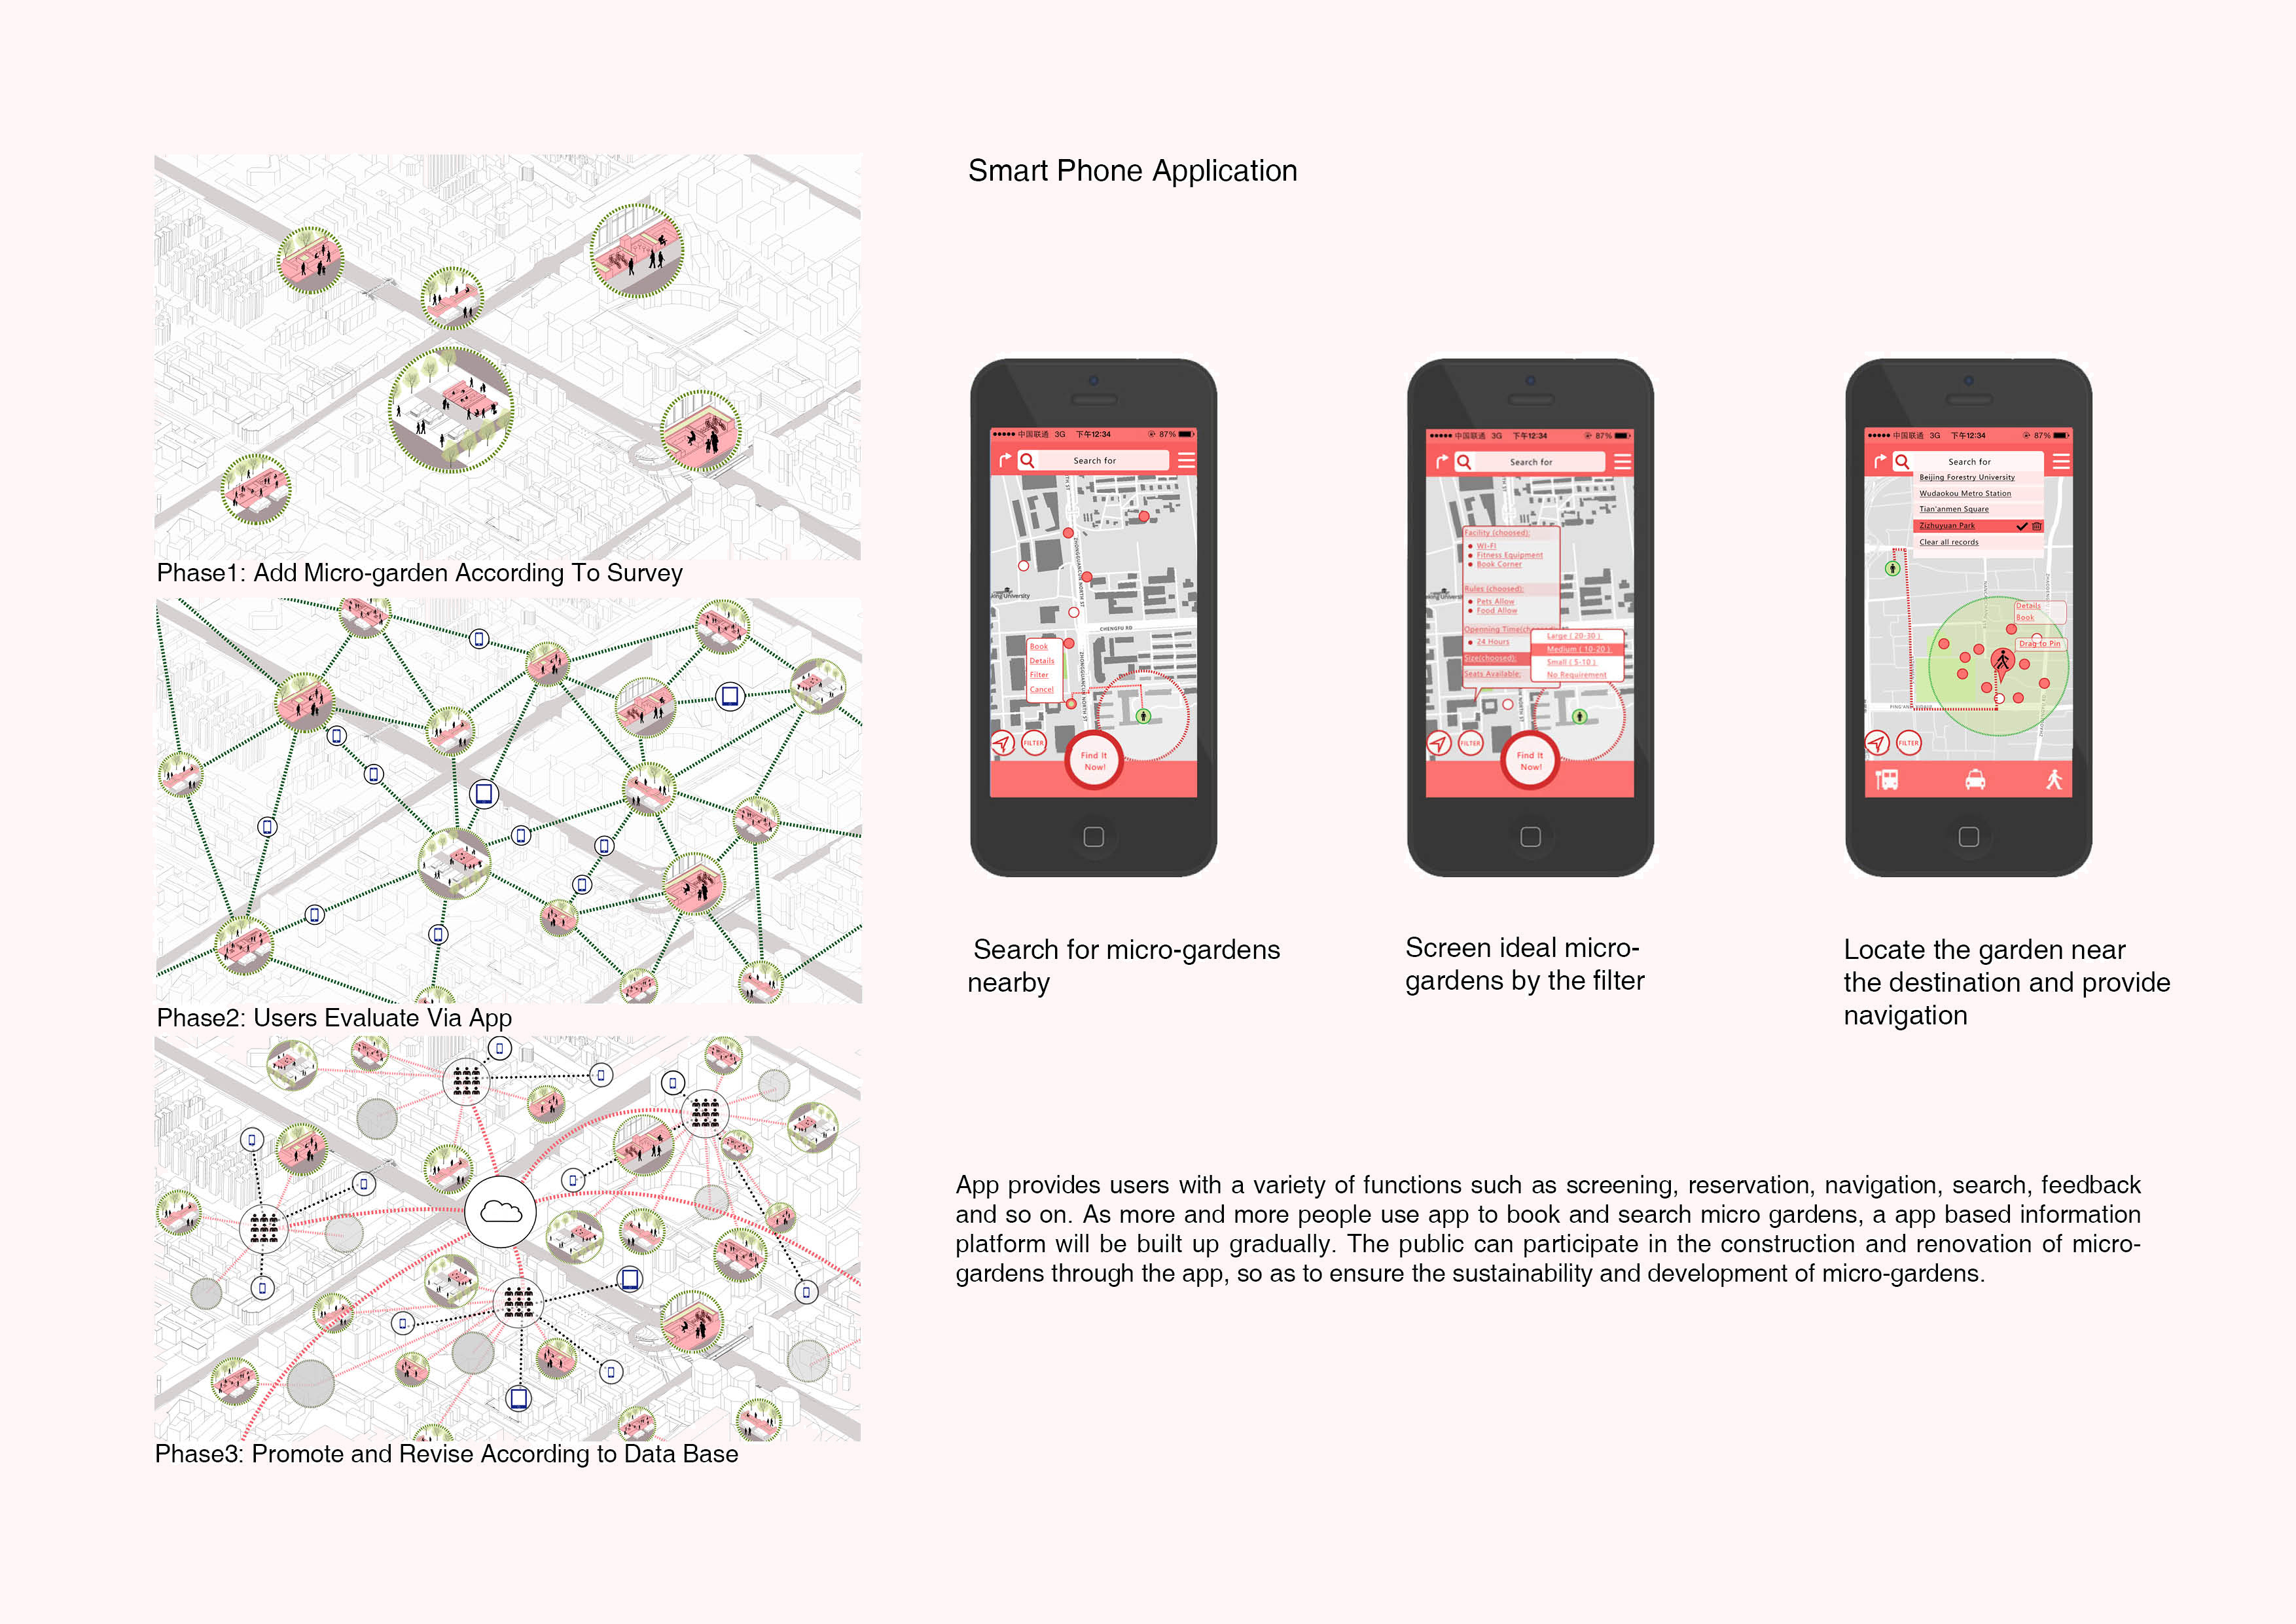 Smart Phone Application
Phase1: Add Micro-garden According To Survey
Phase2: Users Evaluate Via App
Phase3: Promote and Revise According to Data Base
中国联通 3G 下午12:34 87%
Search for
ZHONGGUANCUN NORTH ST
CHENGFU RD
Book
Details
Filter
Cancel
ZHONGGUANCUN NORTH ST
FILTER
Find It
Now!
Search for micro-gardens
nearby
中国联通 3G 下午12:34 87%
Search for
Facility (choosed):
Wi-Fi
Fitness Equipment
Book Corner
Rules (choosed):
Pets Allow
Food Allow
24 Hours
Size(choosed):
Seats Available:
Large ( 20-30 )
Medium ( 10-20 )
Small ( 5-10 )
No Requirement
FILTER
Find It
Now!
Screen ideal micro-
gardens by the filter
中国联通 3G 下午12:34 87%
Search for
Beijing Forestry University
Wudaokou Metro Station
Tian'anmen Square
Zizhuyuan Park
Clear all records
Details
Book
Drag to Pin
FILTER
Locate the garden near
the destination and provide
navigation
App provides users with a variety of functions such as screening, reservation, navigation, search, feedback
and so on. As more and more people use app to book and search micro gardens, a app based information
platform will be built up gradually. The public can participate in the construction and renovation of micro-
gardens through the app, so as to ensure the sustainability and development of micro-gardens.